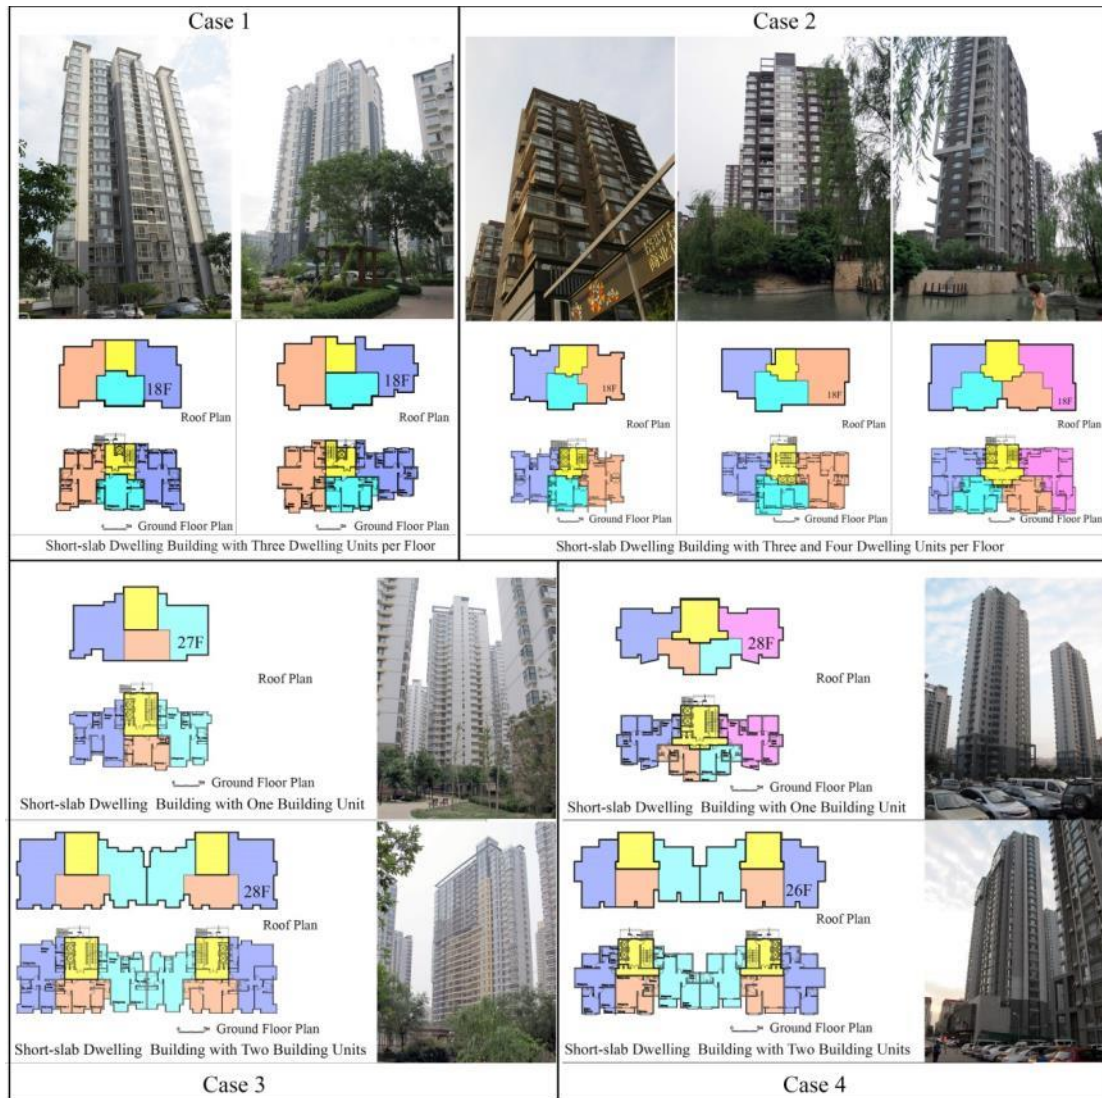 Case 1
Case 2
18F
Roof Plan
18F
Roof Plan
18F
Roof Plan
18F
Roof Plan
18F
Roof Plan
Ground Floor Plan
Ground Floor Plan
Ground Floor Plan
Ground Floor Plan
Ground Floor Plan
Short-slab Dwelling Building with Three Dwelling Units per Floor
Short-slab Dwelling Building with Three and Four Dwelling Units per Floor
27F
Roof Plan
Ground Floor Plan
Short-slab Dwelling Building with One Building Unit
28F
Roof Plan
Ground Floor Plan
Short-slab Dwelling Building with One Building Unit
28F
Roof Plan
Ground Floor Plan
Short-slab Dwelling Building with Two Building Units
26F
Roof Plan
Ground Floor Plan
Short-slab Dwelling Building with Two Building Units
Case 3
Case 4